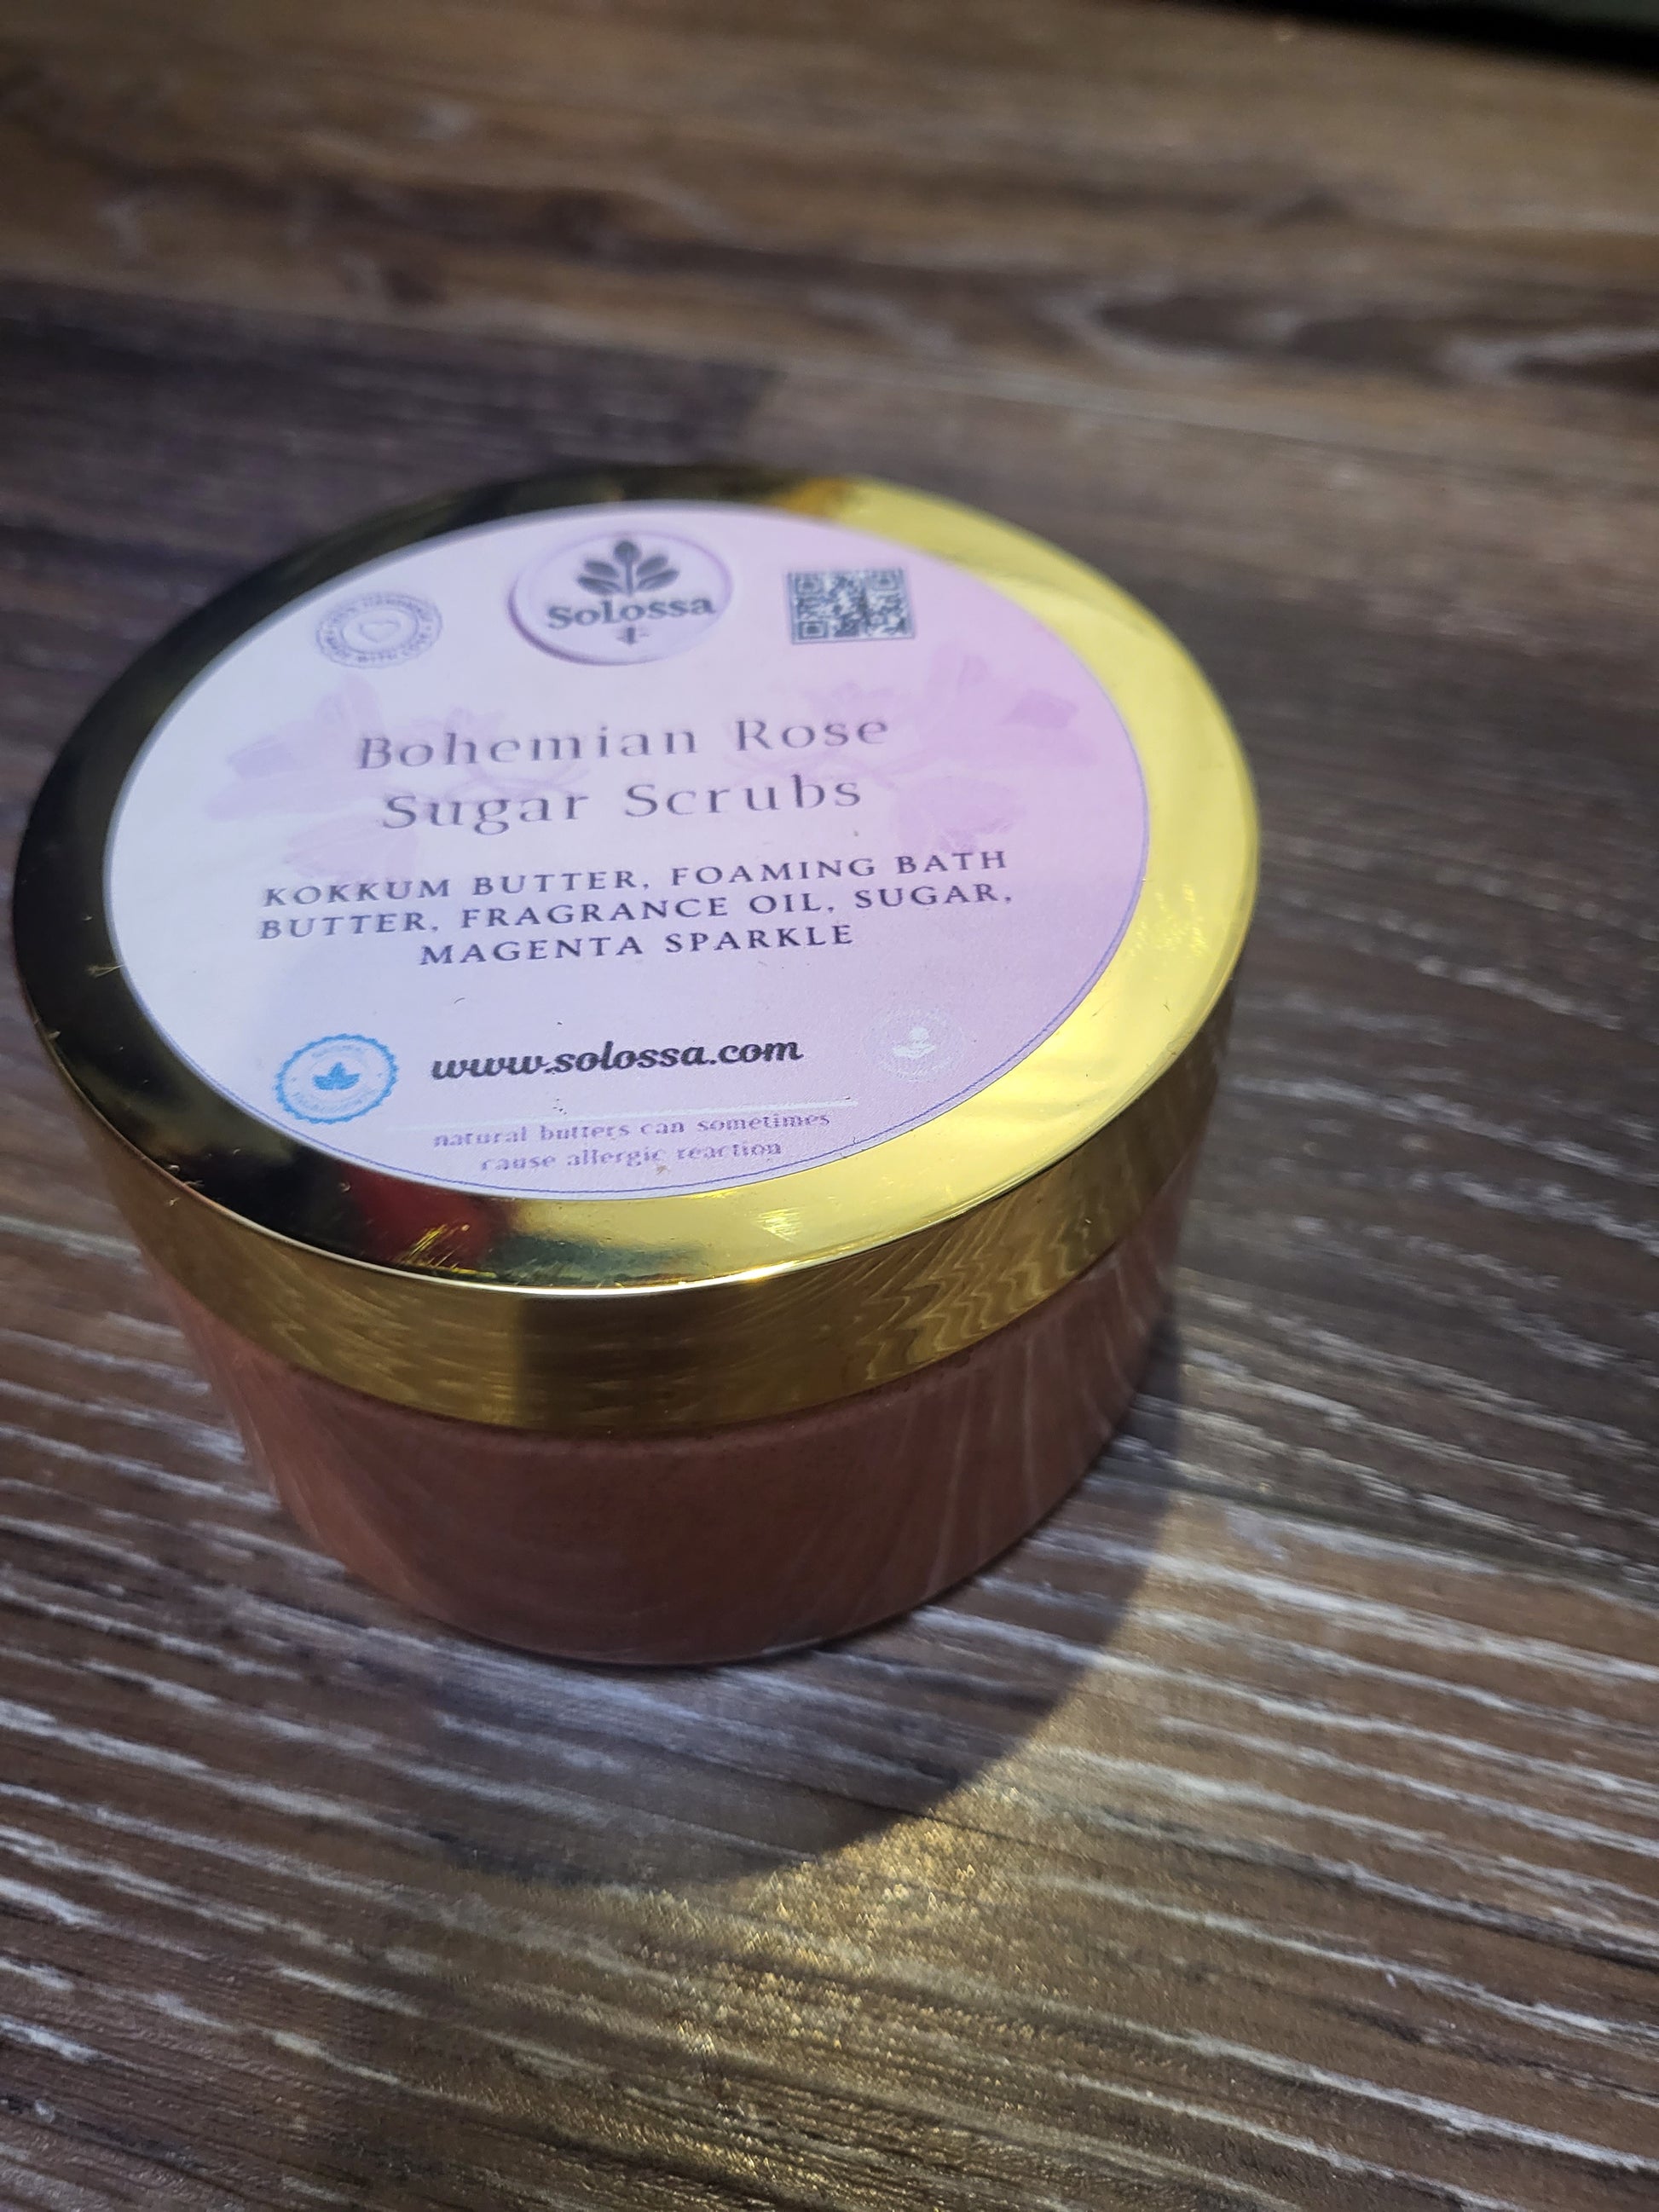 Solossa
Bohemian Rose
Sugar Scrubs
KOKKUM BUTTER, FOAMING BATH
BUTTER, FRAGRANCE OIL, SUGAR,
MAGENTA SPARKLE
www.solossa.com
natural butters can sometimes
cause allergic reaction